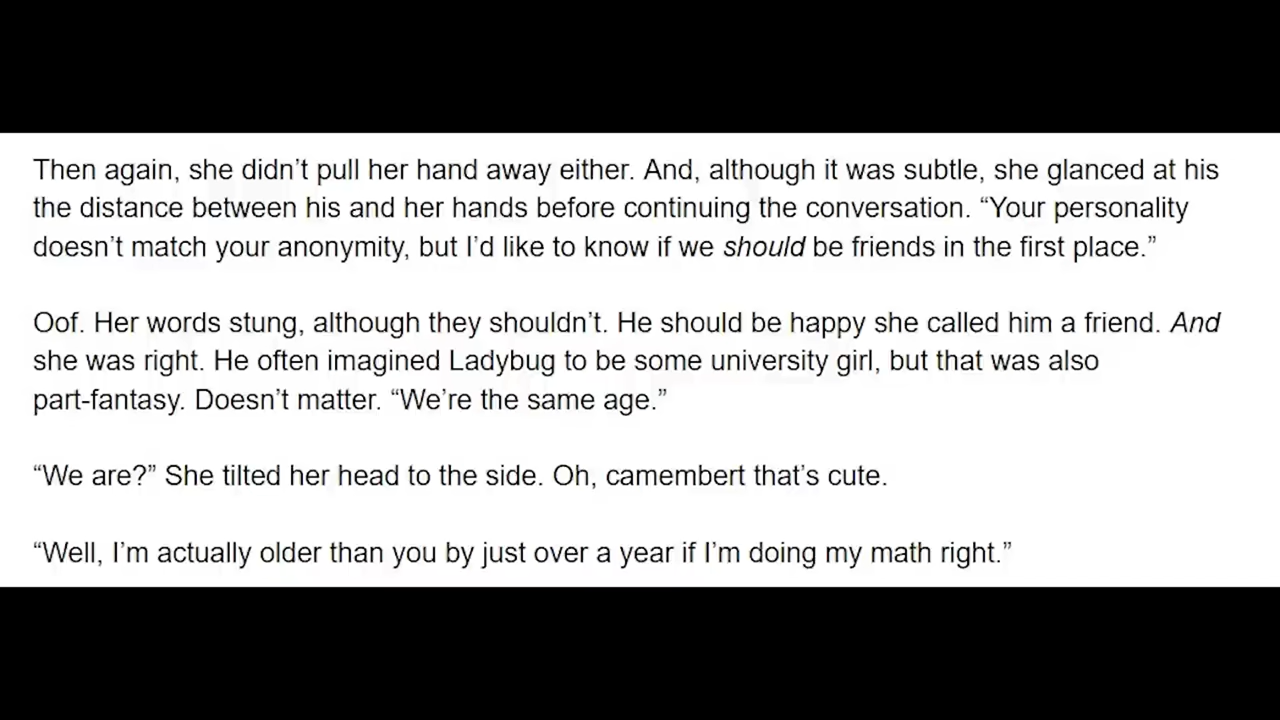 Then again, she didn’t pull her hand away either. And, although it was subtle, she glanced at his
the distance between his and her hands before continuing the conversation. “Your personality
doesn’t match your anonymity, but I’d like to know if we should be friends in the first place.”
Oof. Her words stung, although they shouldn’t. He should be happy she called him a friend. And
she was right. He often imagined Ladybug to be some university girl, but that was also
part-fantasy. Doesn’t matter. “We’re the same age.”
“We are?” She tilted her head to the side. Oh, camembert that’s cute.
“Well, I’m actually older than you by just over a year if I’m doing my math right.”